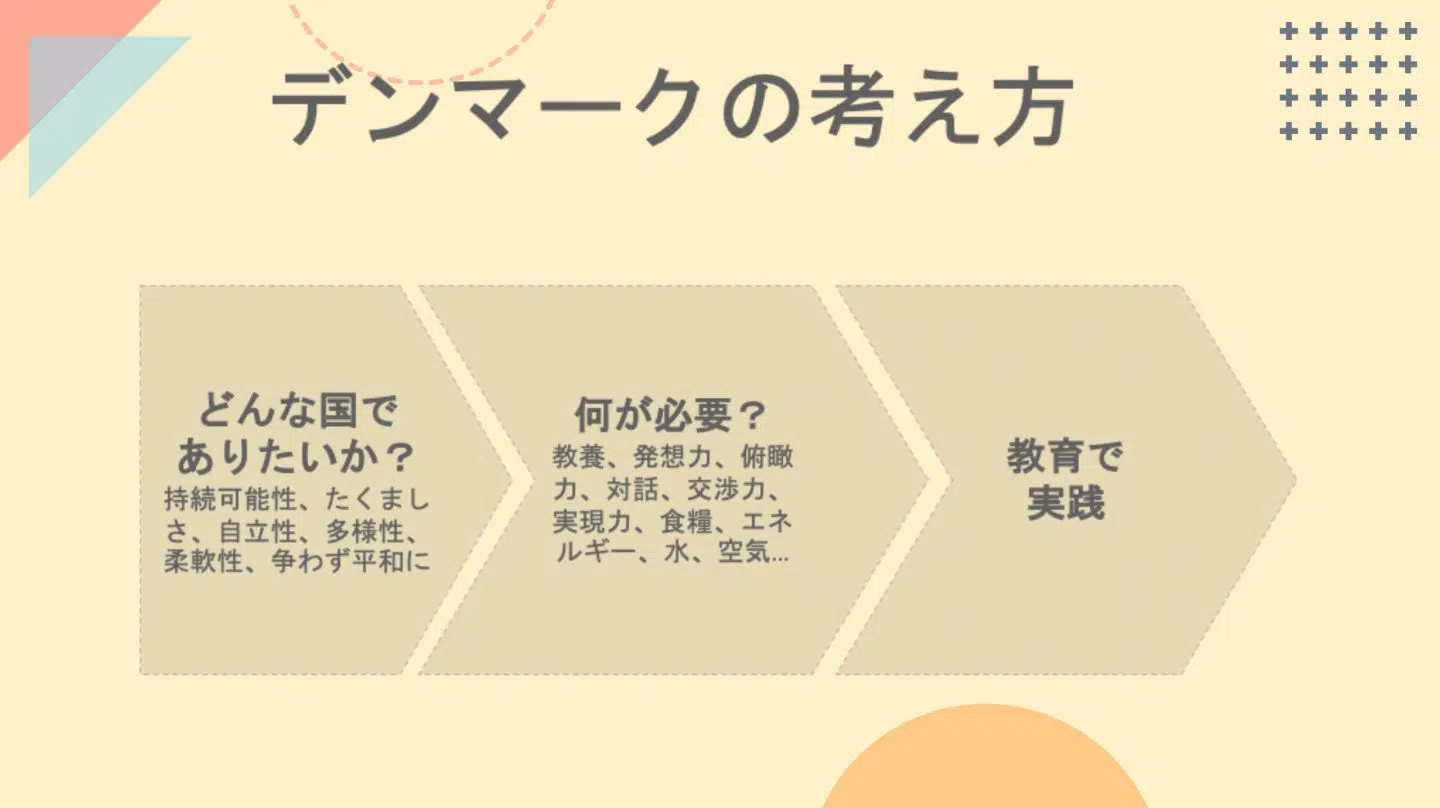 デンマークの考え方
どんな国で
ありたいか？
持続可能性、たくまし
さ、自立性、多様性、
柔軟性、争わず平和に
何が必要？
教養、発想力、俯瞰
力、対話、交渉力、
実現力、食糧、エネ
ルギー、水、空気...
教育で
実践